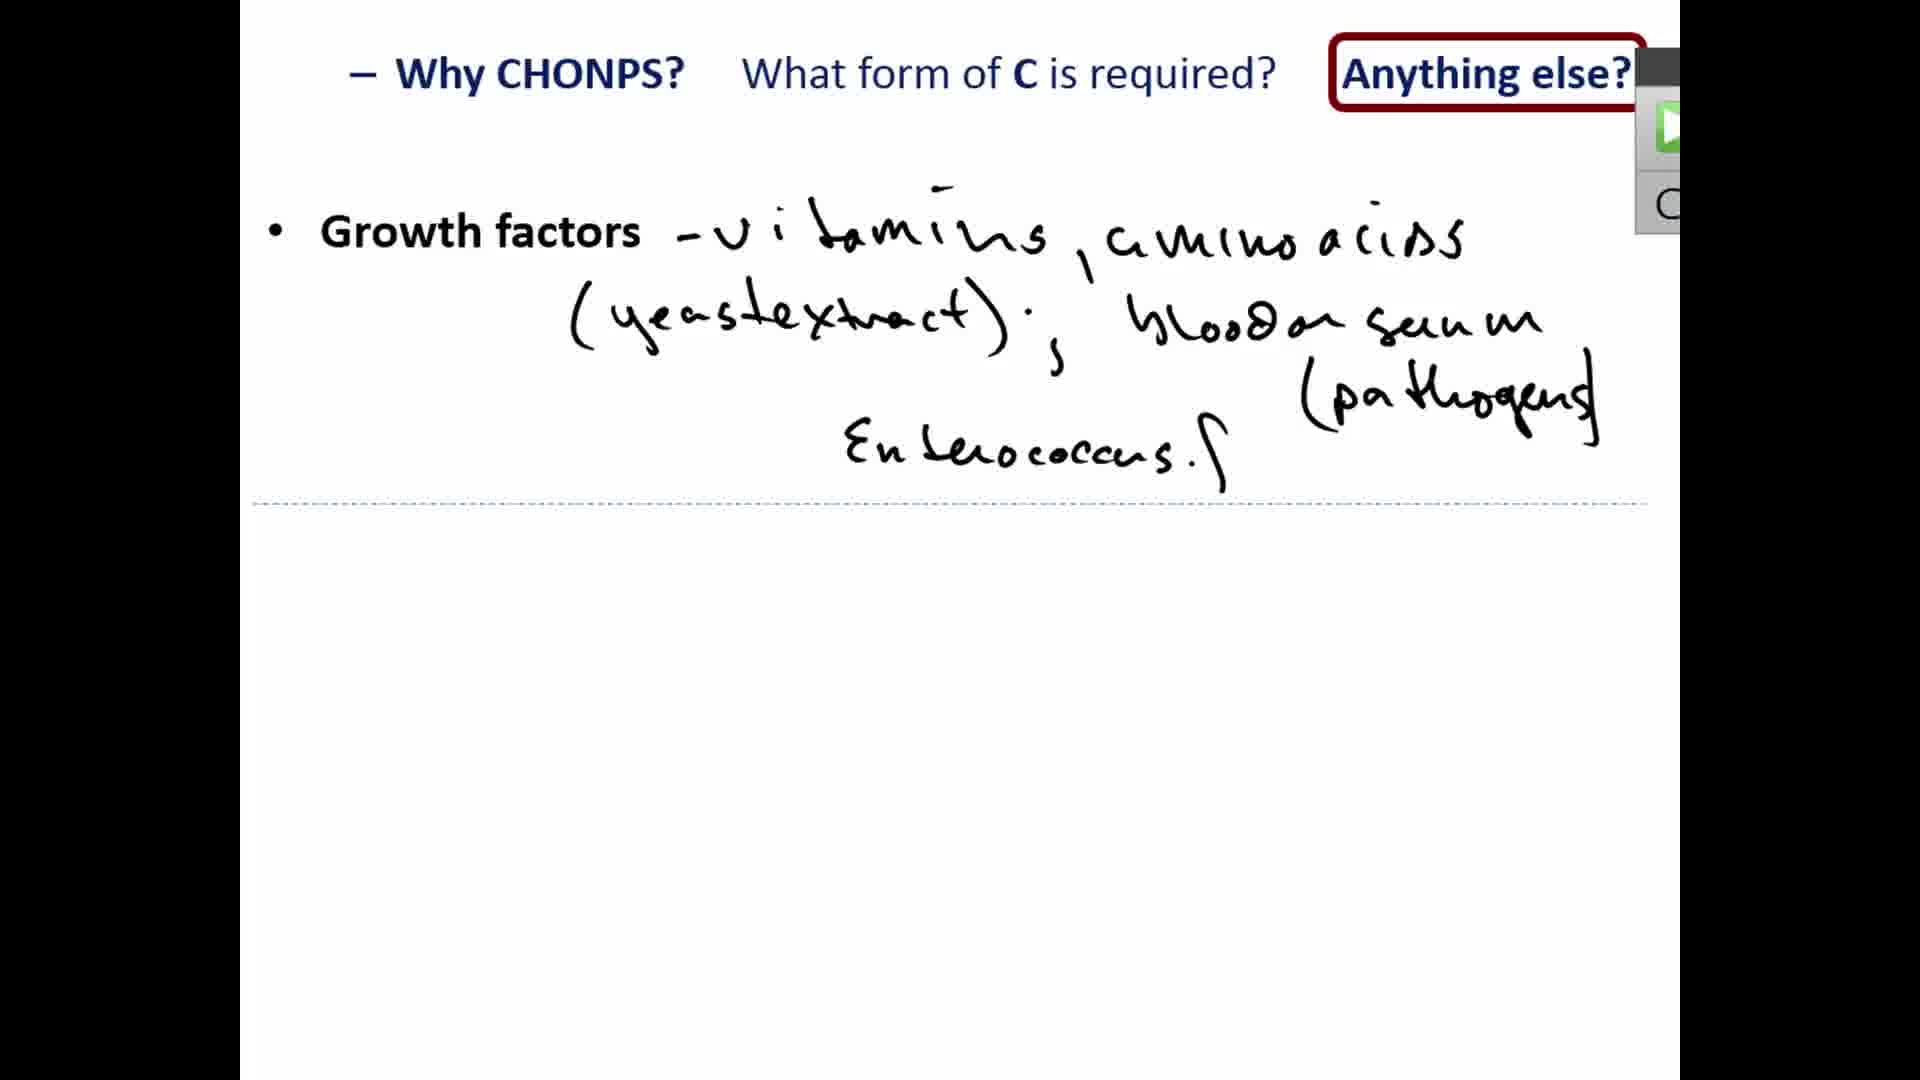 – Why CHONPS? What form of C is required? Anything else?
• Growth factors - vitamins, amino acids
(yeast extract); blood or serum
(pathogens)
Enterococcus f